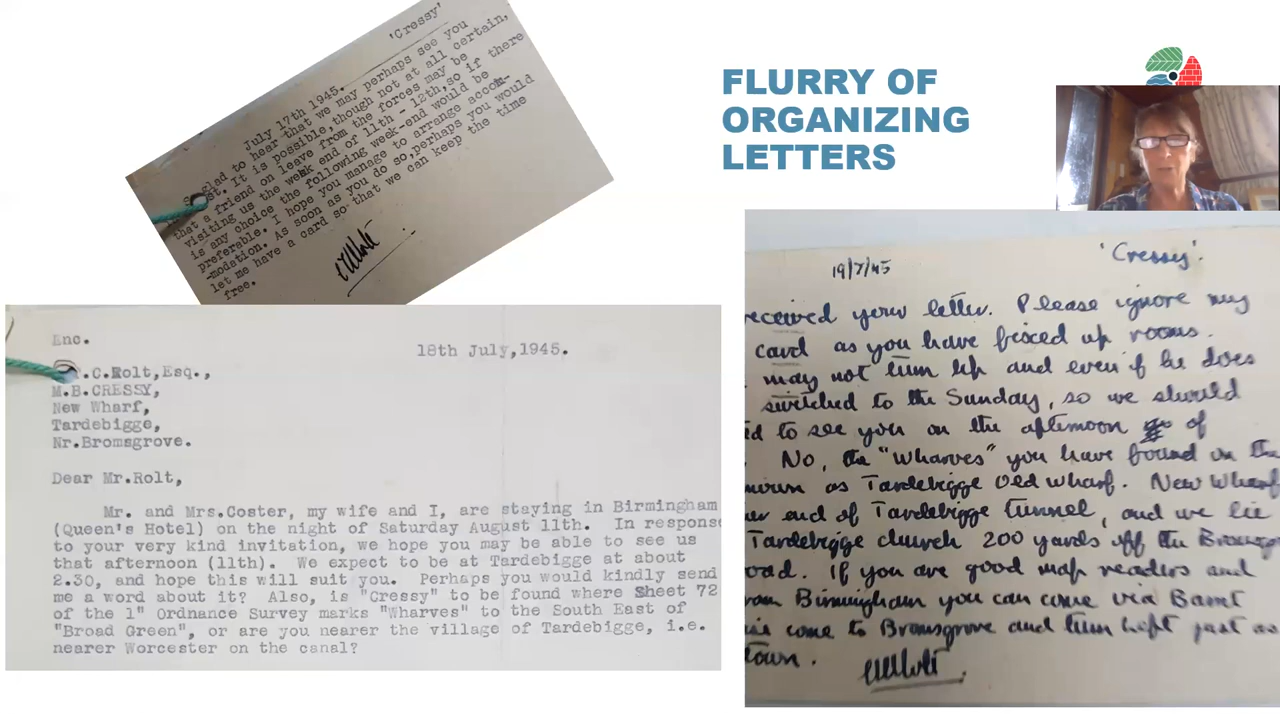 FLURRY OF
ORGANIZING
LETTERS
'Cressy'
July 17th 1945.
glad to hear that we may perhaps see you
st. It is possible, though not at all certain,
that a friend on leave from the forces may be
visiting us the week end of 11th - 12th, so if there
is any choice the following week-end would be
preferable. I hope you manage to arrange accom-
-modation. As soon as you do so, perhaps you would
let me have a card so that we can keep the time
free.
Enc.
18th July, 1945.
.C.Rolt, Esq.,
M.B.CRESSY,
New Wharf,
Tardebigge,
Nr.Bromsgrove.
Dear Mr.Rolt,
Mr. and Mrs.Coster, my wife and I, are staying in Birmingham
(Queen's Hotel) on the night of Saturday August 11th. In response
to your very kind invitation, we hope you may be able to see us
that afternoon (11th). We expect to be at Tardebigge at about
2.30, and hope this will suit you. Perhaps you would kindly send
me a word about it? Also, is "Cressy" to be found where Sheet 72
of the 1" Ordnance Survey marks "Wharves" to the South East of
"Broad Green", or are you nearer the village of Tardebigge, i.e.
nearer Worcester on the canal?
'Cressy'.
19/7/45
received your letter. Please ignore my
card as you have fixed up rooms.
may not turn up and even if he does
switched to the Sunday, so we should
to see you on the afternoon of
No, the "Wharves" you have found on the
known as Tardebigge Old Wharf. New Wharf
end of Tardebigge tunnel, and we lie
Tardebigge church 200 yards off the Bromsgr
oad. If you are good map readers and
rom Birmingham you can come via Barnt
come to Bromsgrove and turn left just as
town.